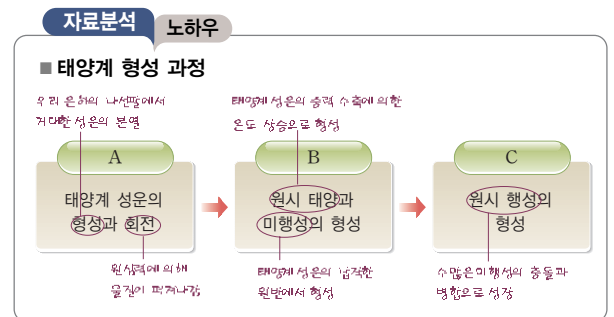 자료분석 노하우
■ 태양계 형성 과정
우리 은하의 나선팔에서
거대한 성운의 분열
태양계 성운의 중력 수축에 의한
온도 상승으로 형성
A
태양계 성운의
형성과 회전
B
원시 태양과
미행성의 형성
C
원시 행성의
형성
원심력에 의해
물질이 퍼져나감
태양계 성운의 납작한
원반에서 형성
수많은 미행성의 충돌과
병합으로 성장